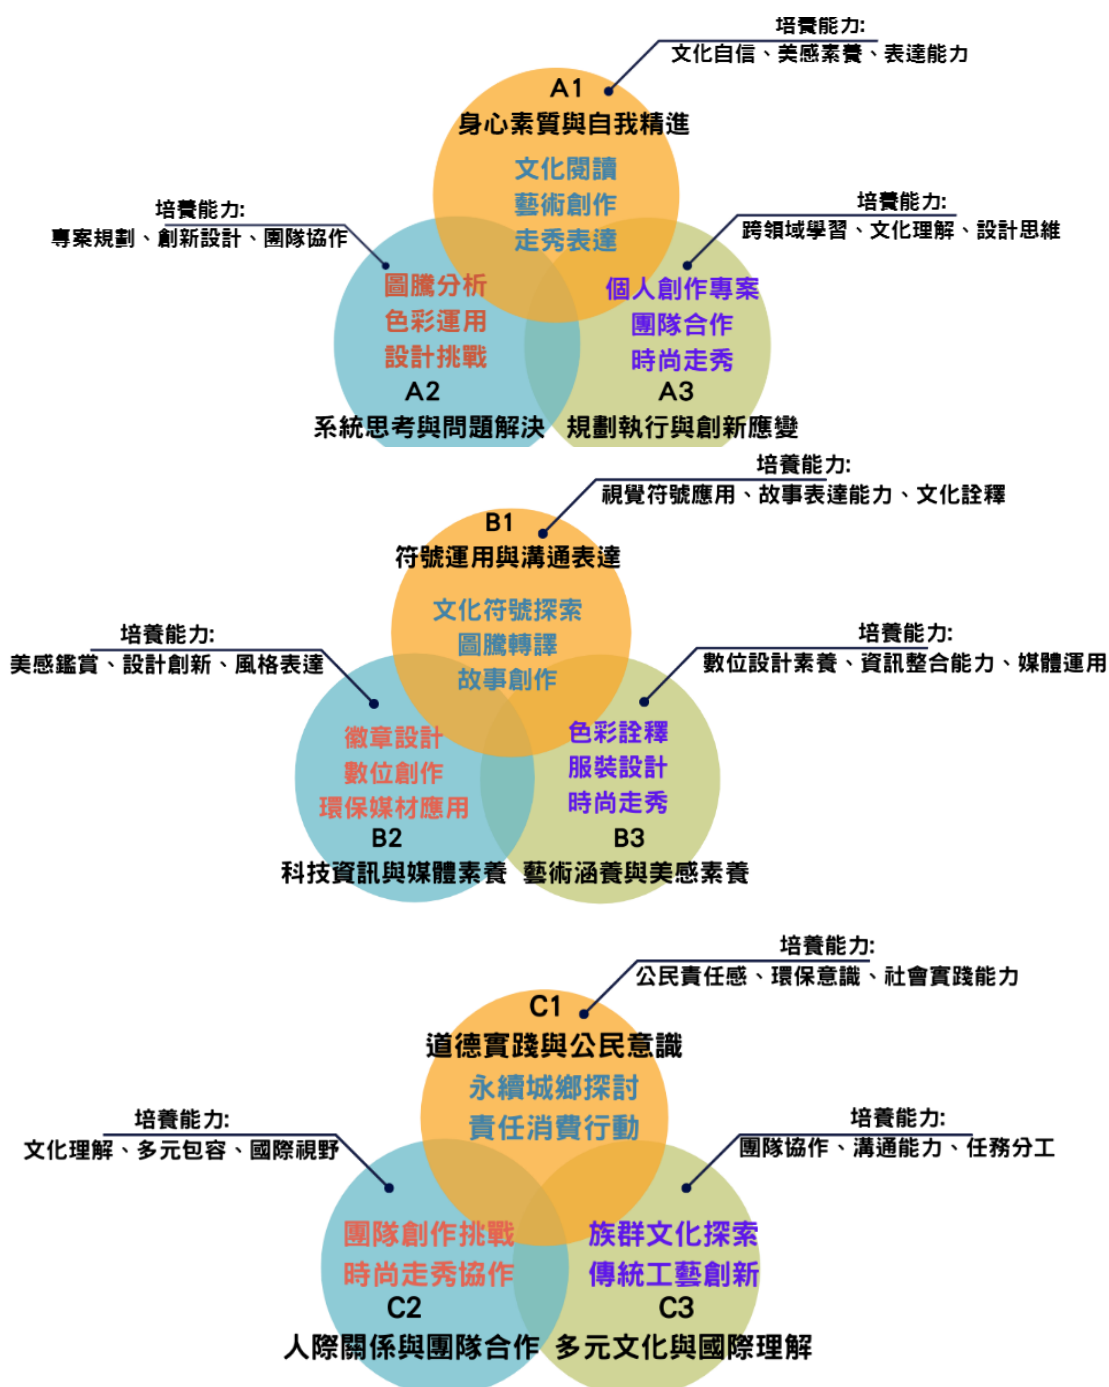 培養能力:
文化自信、美感素養、表達能力
A1
身心素質與自我精進
文化閱讀
藝術創作
走秀表達
培養能力:
專案規劃、創新設計、團隊協作
圖騰分析
色彩運用
設計挑戰
A2
系統思考與問題解決
培養能力:
跨領域學習、文化理解、設計思維
個人創作專案
團隊合作
時尚走秀
A3
規劃執行與創新應變
培養能力:
視覺符號應用、故事表達能力、文化詮釋
B1
符號運用與溝通表達
文化符號探索
圖騰轉譯
故事創作
培養能力:
美感鑑賞、設計創新、風格表達
徽章設計
數位創作
環保媒材應用
B2
科技資訊與媒體素養
培養能力:
數位設計素養、資訊整合能力、媒體運用
色彩詮釋
服裝設計
時尚走秀
B3
藝術涵養與美感素養
培養能力:
公民責任感、環保意識、社會實踐能力
C1
道德實踐與公民意識
永續城鄉探討
責任消費行動
培養能力:
文化理解、多元包容、國際視野
團隊創作挑戰
時尚走秀協作
C2
人際關係與團隊合作
培養能力:
團隊協作、溝通能力、任務分工
族群文化探索
傳統工藝創新
C3
多元文化與國際理解